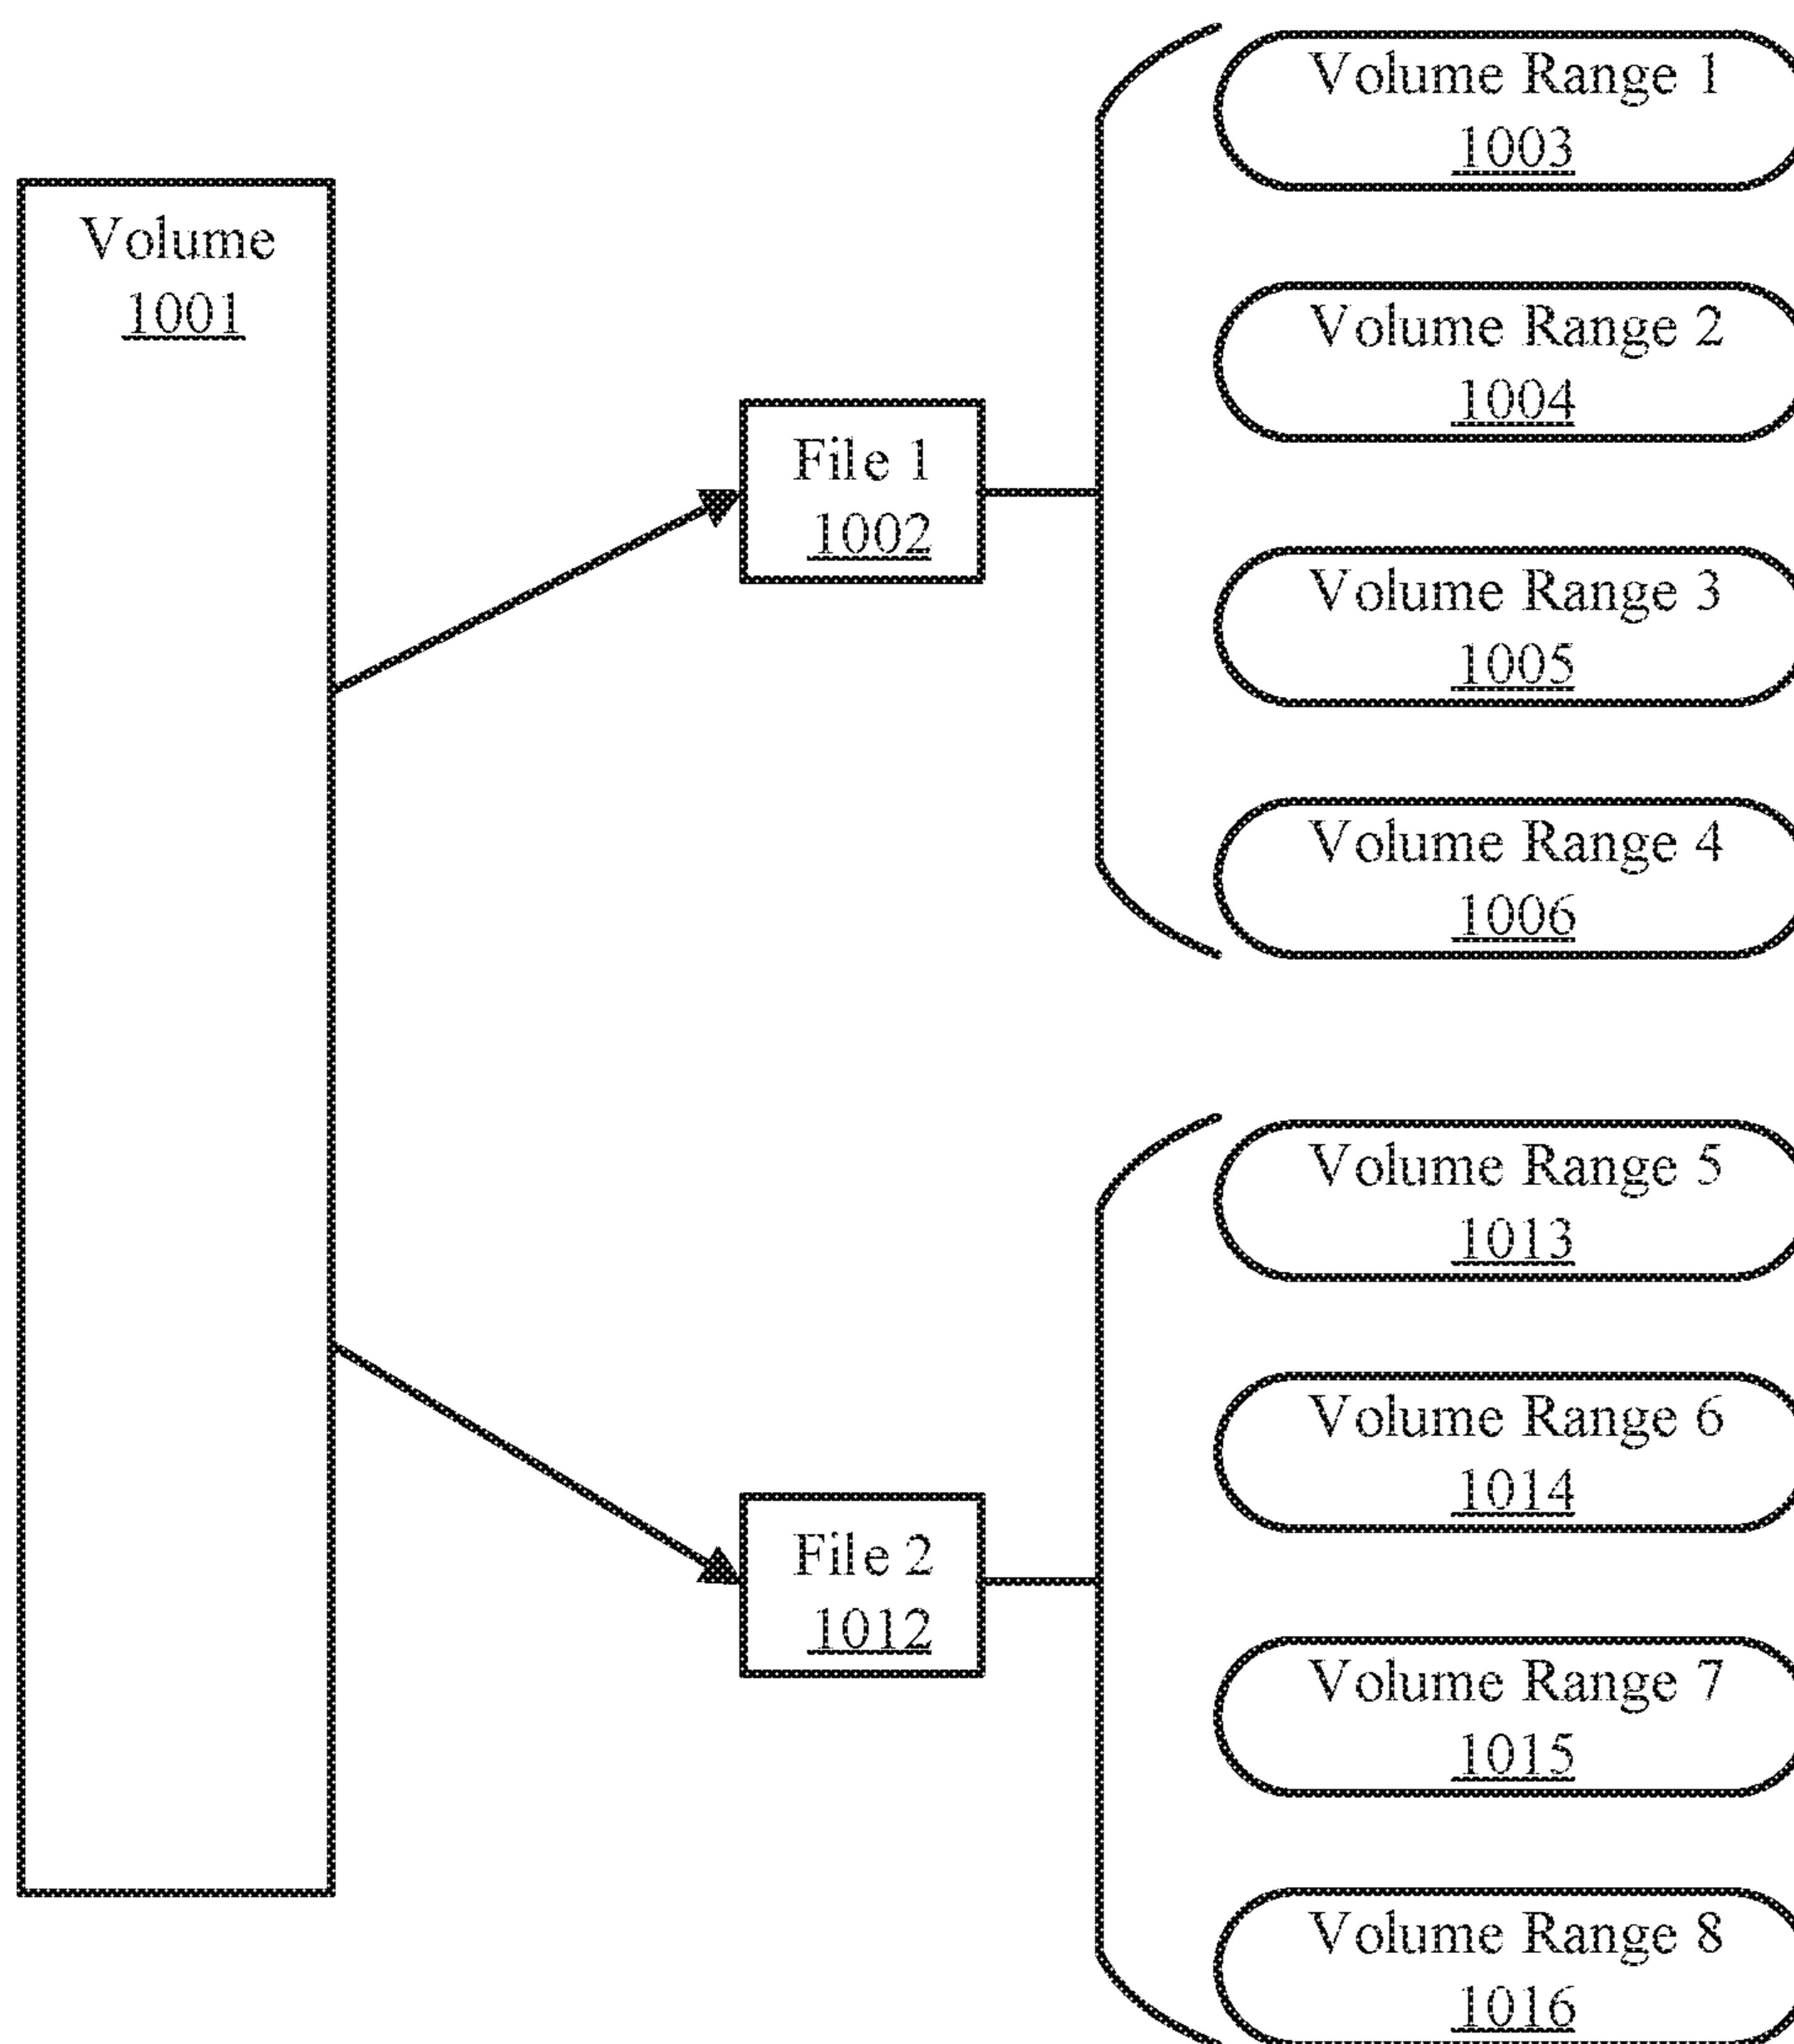 Volume
1001
File 1
1002
Volume Range 1
1003
Volume Range 2
1004
Volume Range 3
1005
Volume Range 4
1006
File 2
1012
Volume Range 5
1013
Volume Range 6
1014
Volume Range 7
1015
Volume Range 8
1016